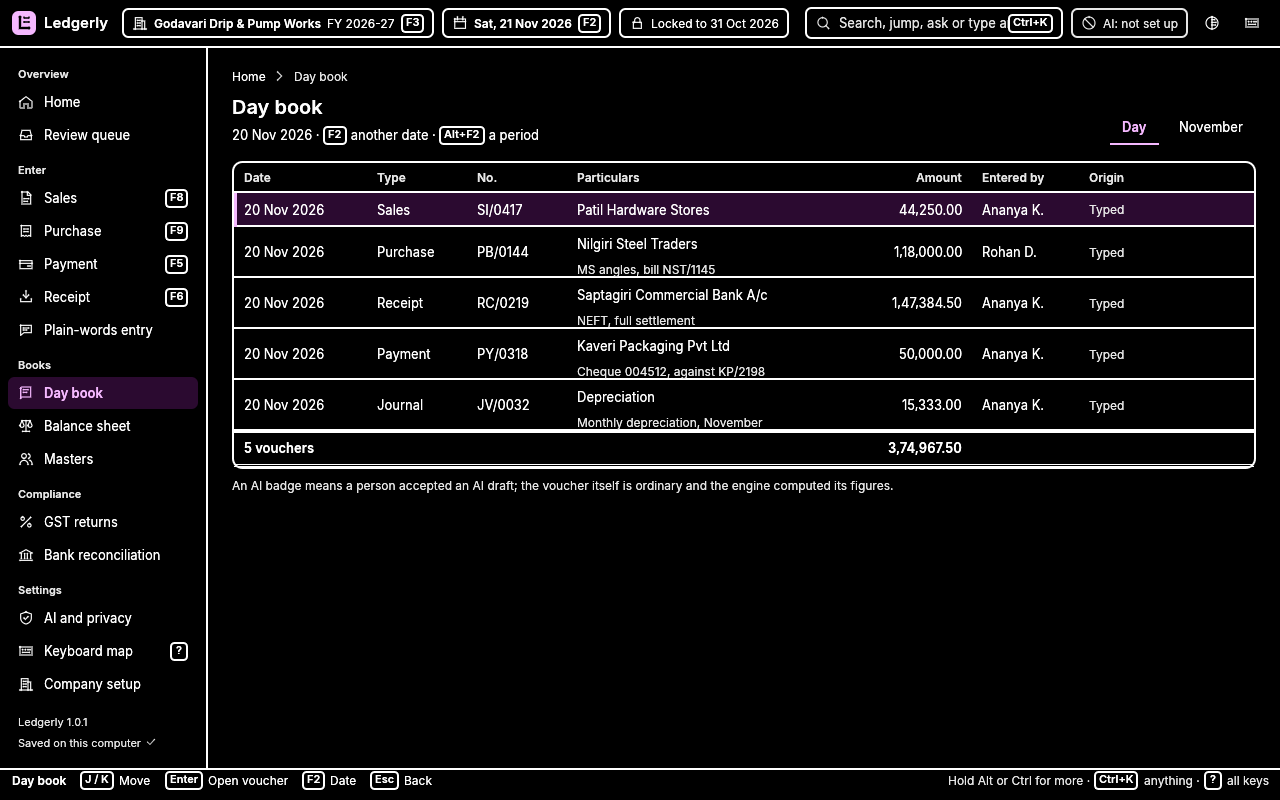 Ledgerly
Godavari Drip & Pump Works FY 2026-27 F3
Sat, 21 Nov 2026 F2
Locked to 31 Oct 2026
Search, jump, ask or type a Ctrl+K
AI: not set up
Overview
Home
Review queue
Enter
Sales F8
Purchase F9
Payment F5
Receipt F6
Plain-words entry
Books
Day book
Balance sheet
Masters
Compliance
GST returns
Bank reconciliation
Settings
AI and privacy
Keyboard map ?
Company setup
Ledgerly 1.0.1
Saved on this computer
Home Day book
Day book
20 Nov 2026 · F2 another date · Alt+F2 a period
Day November
Date Type No. Particulars Amount Entered by Origin
20 Nov 2026 Sales SI/0417 Patil Hardware Stores 44,250.00 Ananya K. Typed
20 Nov 2026 Purchase PB/0144 Nilgiri Steel Traders 1,18,000.00 Rohan D. Typed
MS angles, bill NST/1145
20 Nov 2026 Receipt RC/0219 Saptagiri Commercial Bank A/c 1,47,384.50 Ananya K. Typed
NEFT, full settlement
20 Nov 2026 Payment PY/0318 Kaveri Packaging Pvt Ltd 50,000.00 Ananya K. Typed
Cheque 004512, against KP/2198
20 Nov 2026 Journal JV/0032 Depreciation 15,333.00 Ananya K. Typed
Monthly depreciation, November
5 vouchers 3,74,967.50
An AI badge means a person accepted an AI draft; the voucher itself is ordinary and the engine computed its figures.
Day book J / K Move Enter Open voucher F2 Date Esc Back
Hold Alt or Ctrl for more · Ctrl+K anything · ? all keys